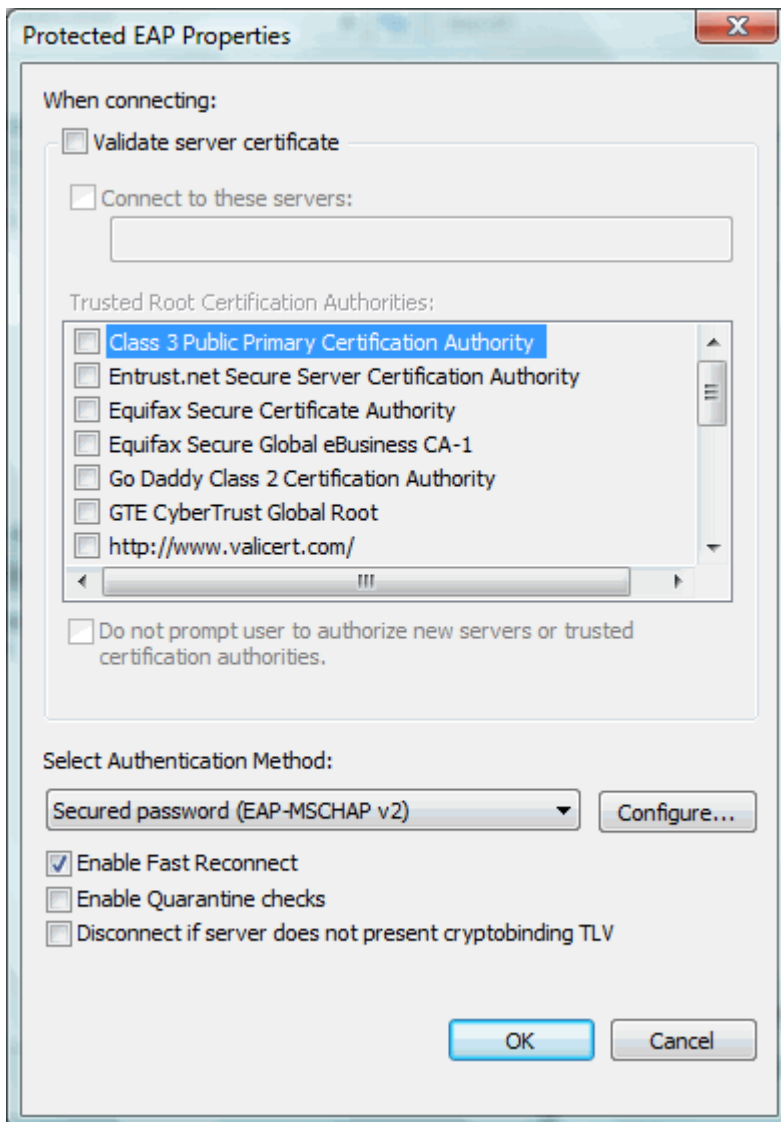 Protected EAP Properties
When connecting:
Validate server certificate
Connect to these servers:
Trusted Root Certification Authorities:
Class 3 Public Primary Certification Authority
Entrust.net Secure Server Certification Authority
Equifax Secure Certificate Authority
Equifax Secure Global eBusiness CA-1
Go Daddy Class 2 Certification Authority
GTE CyberTrust Global Root
http://www.valicert.com/
Do not prompt user to authorize new servers or trusted
certification authorities.
Select Authentication Method:
Secured password (EAP-MSCHAP v2) Configure...
Enable Fast Reconnect
Enable Quarantine checks
Disconnect if server does not present cryptobinding TLV
OK Cancel